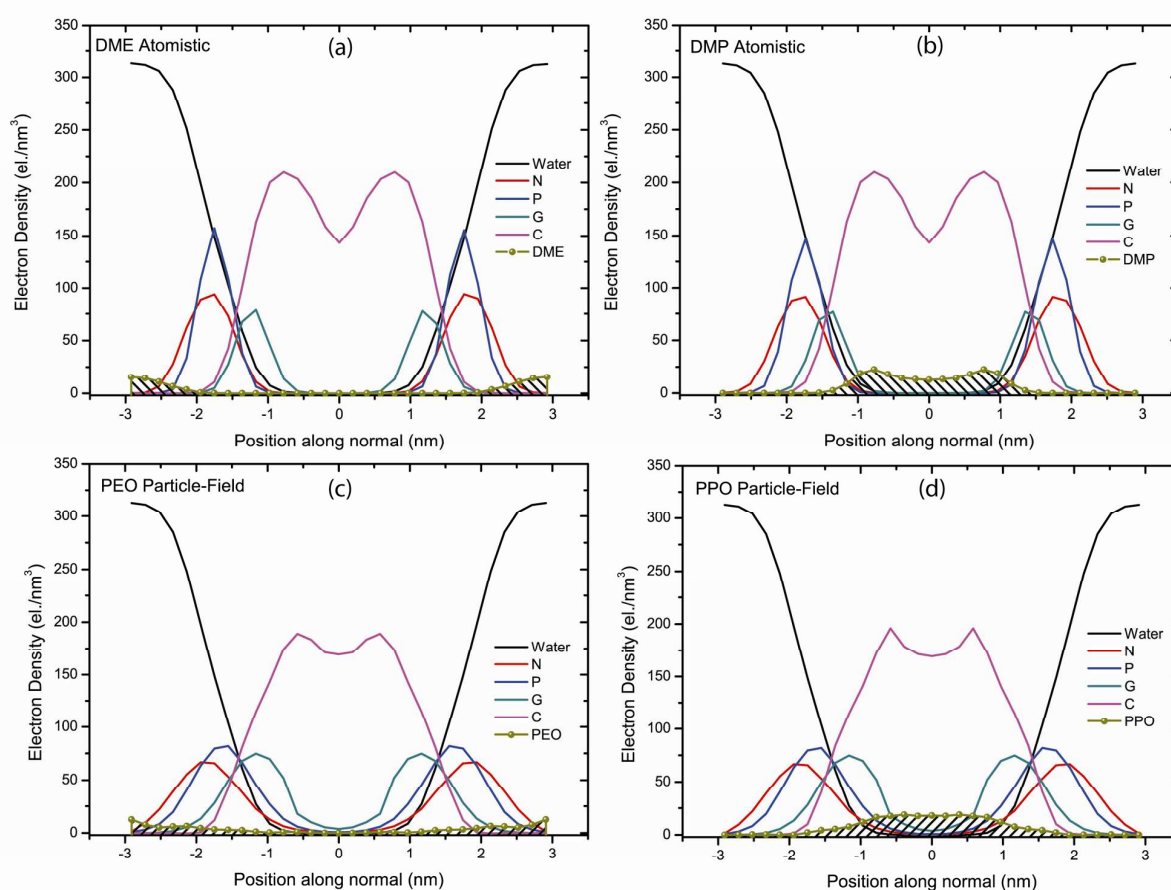 DME Atomistic
(a)
350
300
250
200
150
100
50
0
Electron Density (el./nm³)
Water
N
P
G
C
DME
-3 -2 -1 0 1 2 3
Position along normal (nm)
DMP Atomistic
(b)
350
300
250
200
150
100
50
0
Electron Density (el./nm³)
Water
N
P
G
C
DMP
-3 -2 -1 0 1 2 3
Position along normal (nm)
PEO Particle-Field
(c)
350
300
250
200
150
100
50
0
Electron Density (el./nm³)
Water
N
P
G
C
PEO
-3 -2 -1 0 1 2 3
Position along normal (nm)
PPO Particle-Field
(d)
350
300
250
200
150
100
50
0
Electron Density (el./nm³)
Water
N
P
G
C
PPO
-3 -2 -1 0 1 2 3
Position along normal (nm)